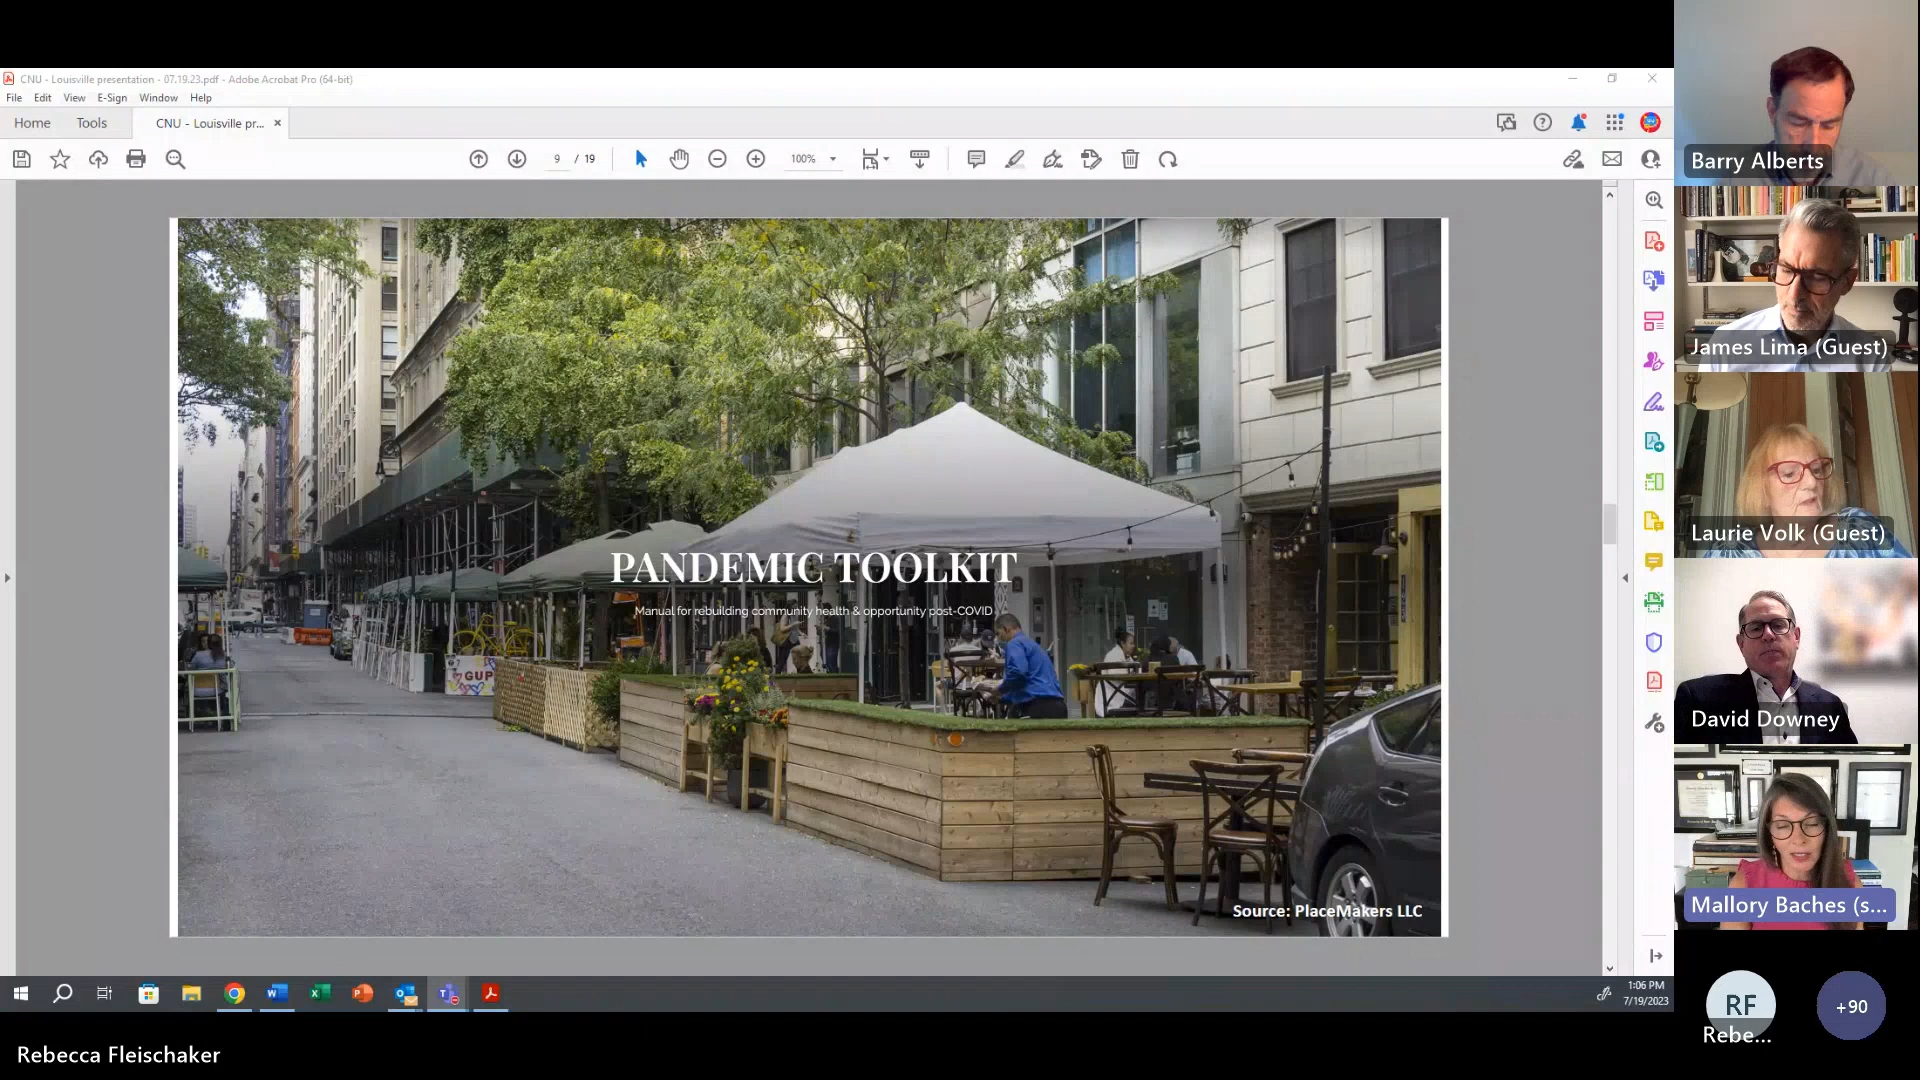 CNU - Louisville presentation - 07.19.23.pdf - Adobe Acrobat Pro (64-bit)
File Edit View E-Sign Window Help
Home Tools CNU - Louisville pr... ×
9 / 19 100%
PANDEMIC TOOLKIT
Manual for rebuilding community health & opportunity post-COVID
GUP
Source: PlaceMakers LLC
1:06 PM
7/19/2023
Barry Alberts
James Lima (Guest)
Laurie Volk (Guest)
David Downey
Mallory Baches (s...
RF
Rebe...
+90
Rebecca Fleischaker